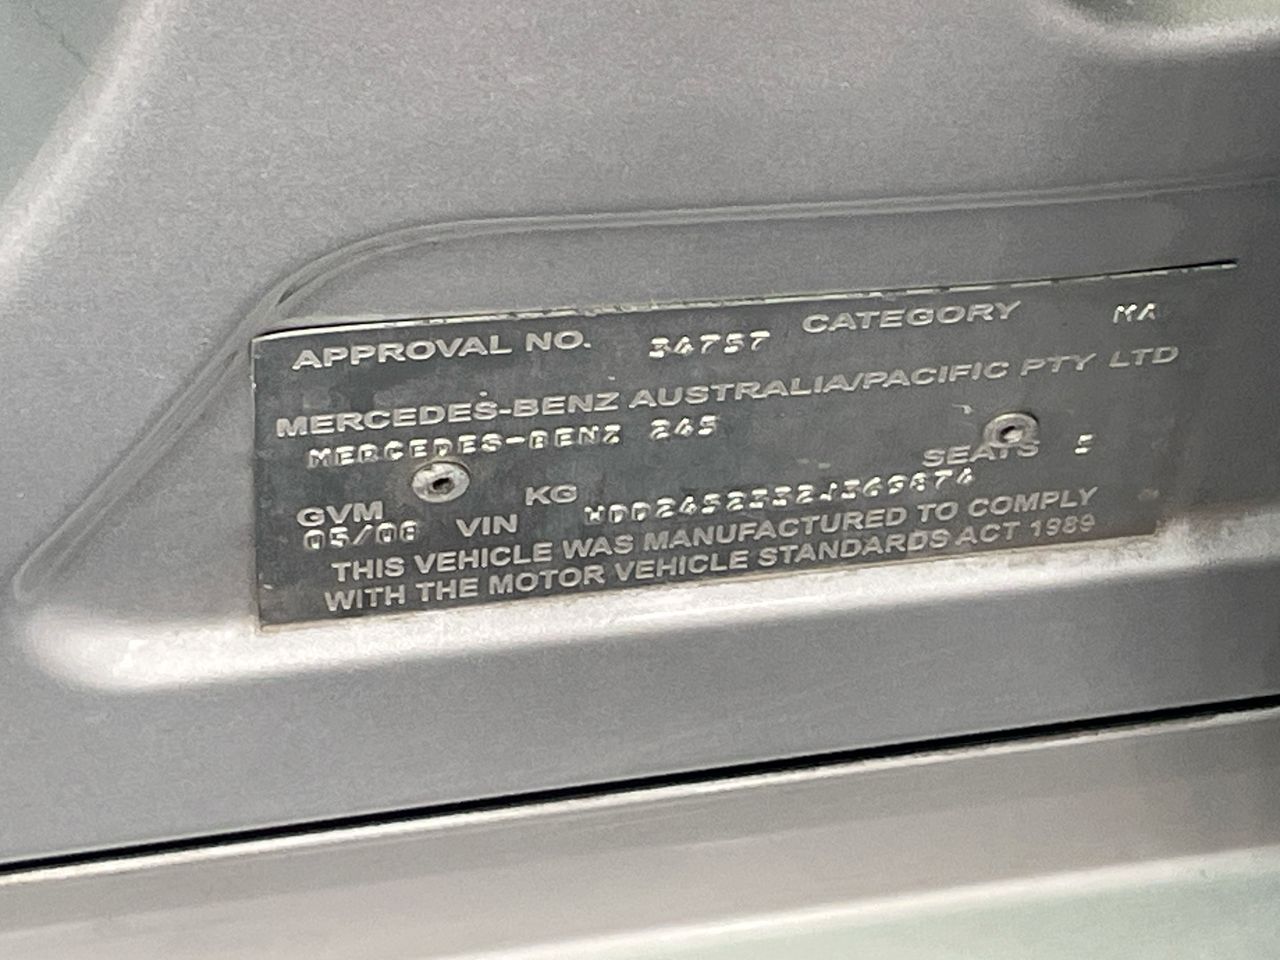 APPROVAL NO. 34757 CATEGORY MA
MERCEDES-BENZ AUSTRALIA/PACIFIC PTY LTD
MERCEDES-BENZ 245
GVM KG SEATS 5
05/08 VIN WDD2452332J369874
THIS VEHICLE WAS MANUFACTURED TO COMPLY
WITH THE MOTOR VEHICLE STANDARDS ACT 1989